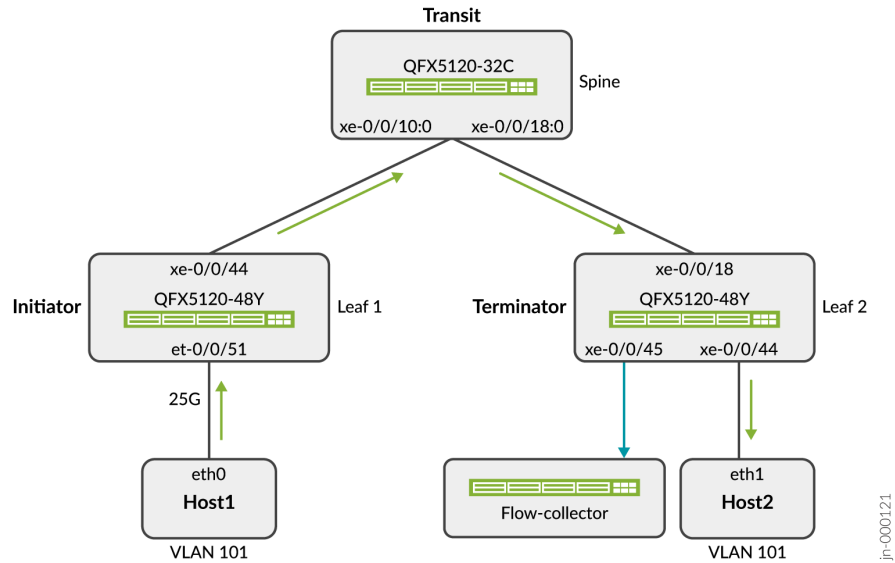 Transit
QFX5120-32C
Spine
xe-0/0/10:0
xe-0/0/18:0
xe-0/0/44
xe-0/0/18
Initiator
QFX5120-48Y
Leaf 1
Terminator
QFX5120-48Y
Leaf 2
et-0/0/51
xe-0/0/45
xe-0/0/44
25G
eth0
Host1
VLAN 101
Flow-collector
eth1
Host2
VLAN 101
jn-000121